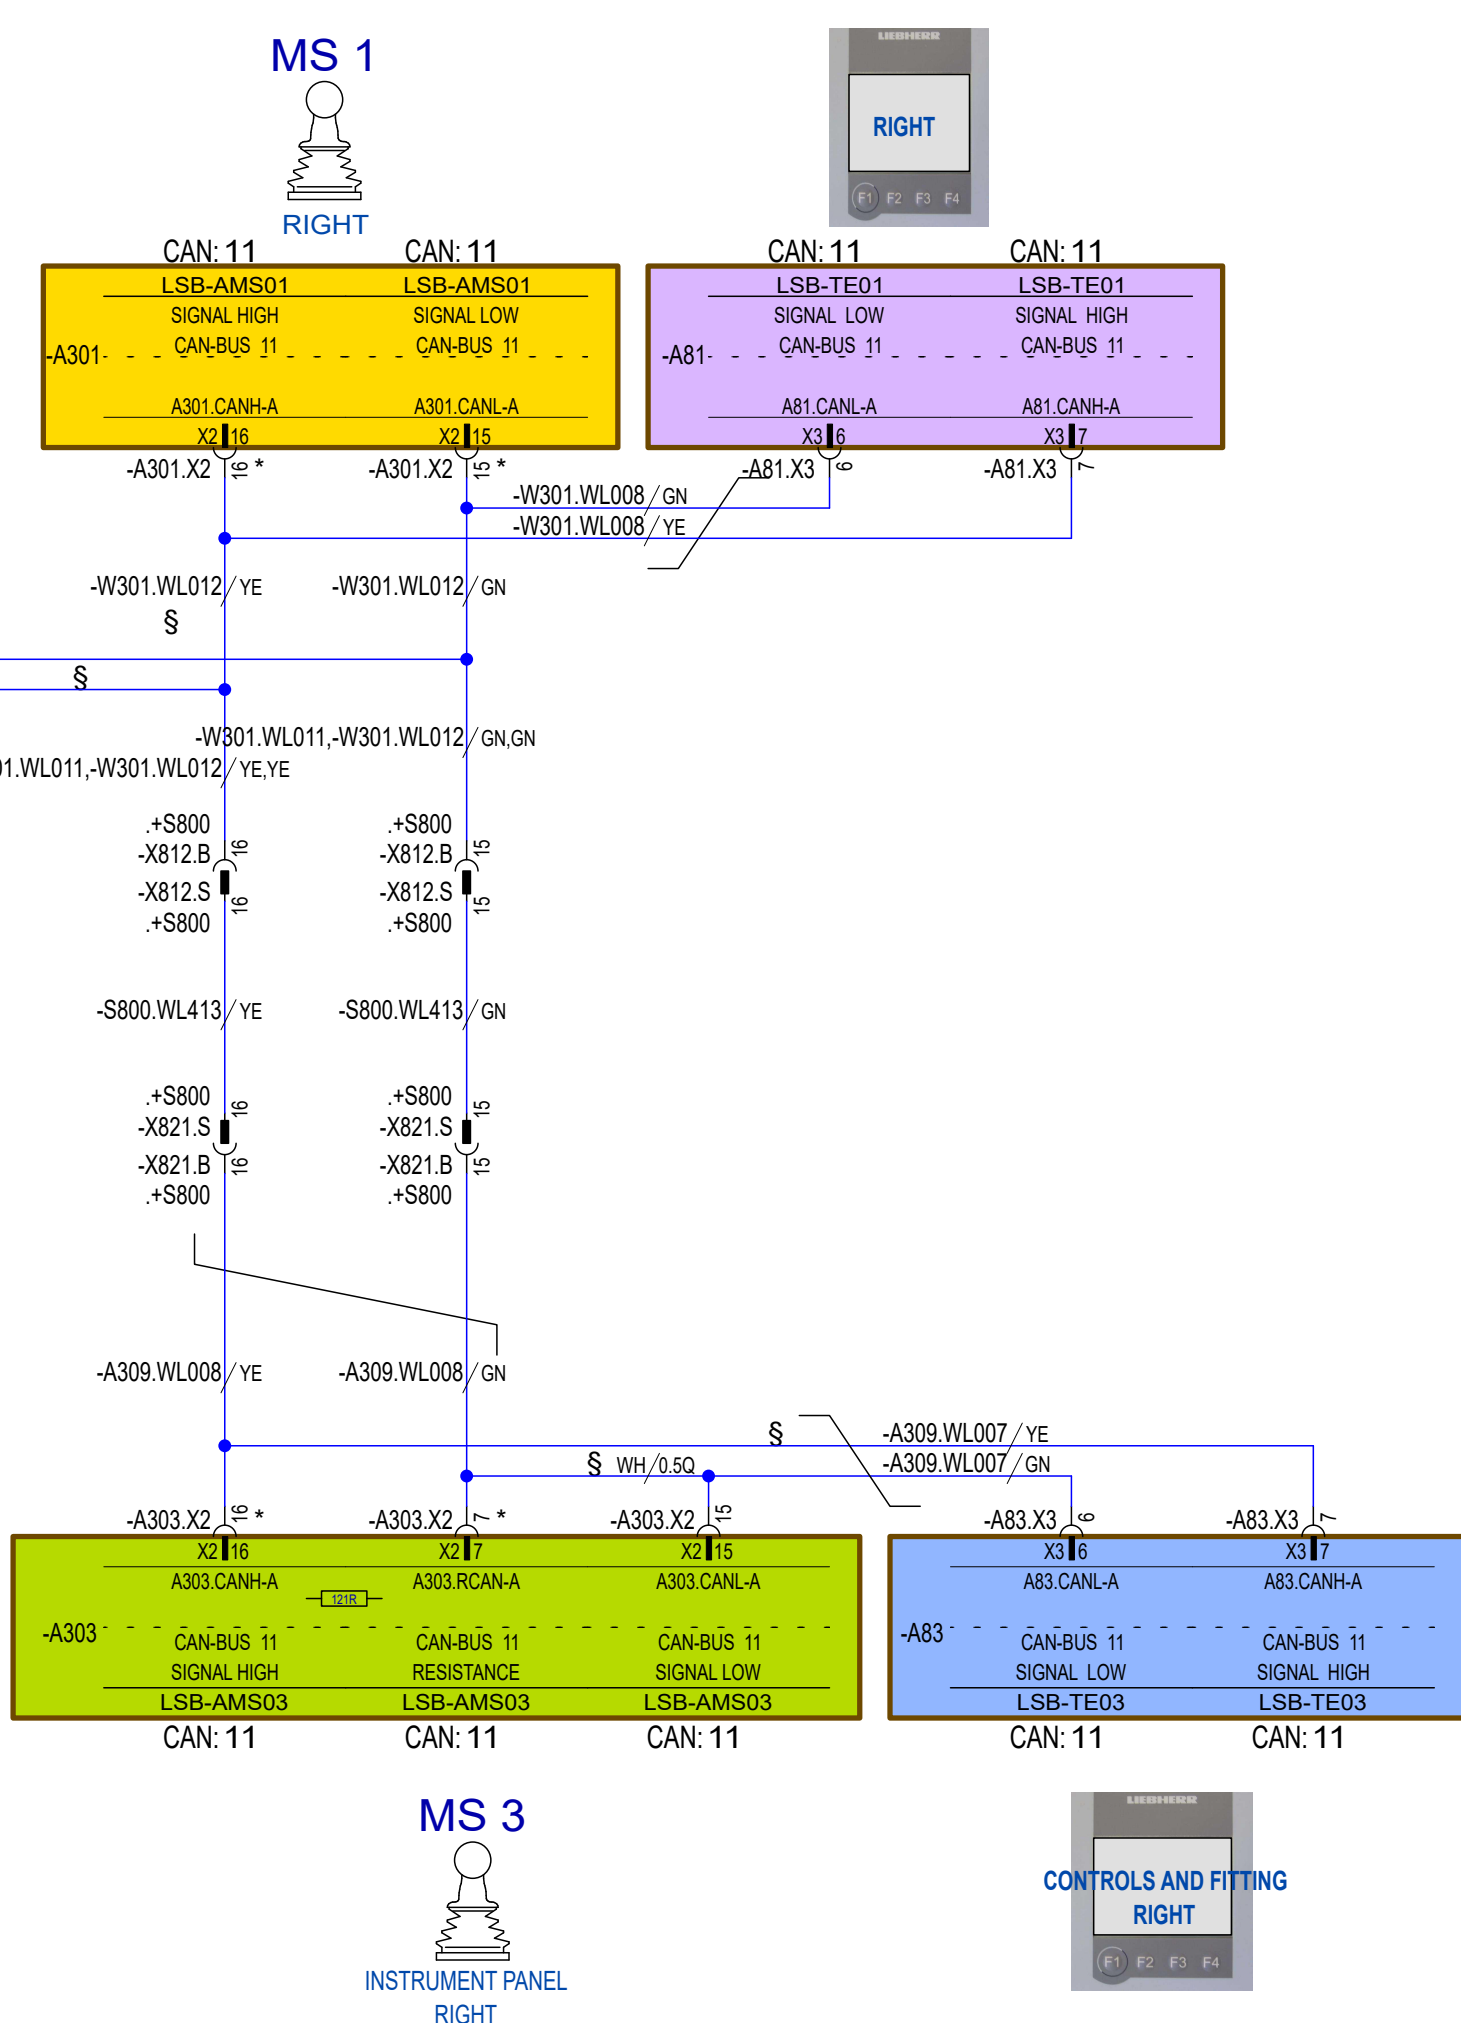 MS 1
LIEBHERR
RIGHT
F1 F2 F3 F4
RIGHT
CAN: 11 CAN: 11 CAN: 11 CAN: 11
LSB-AMS01 LSB-AMS01 LSB-TE01 LSB-TE01
SIGNAL HIGH SIGNAL LOW SIGNAL LOW SIGNAL HIGH
CAN-BUS 11 CAN-BUS 11 CAN-BUS 11 CAN-BUS 11
-A301 -A81
A301.CANH-A A301.CANL-A A81.CANL-A A81.CANH-A
X2 16 X2 15 X3 6 X3 7
-A301.X2 16 * -A301.X2 15 * -A81.X3 6 -A81.X3 7
-W301.WL008 GN
-W301.WL008 YE
-W301.WL012 YE -W301.WL012 GN
§
§
-W301.WL011,-W301.WL012 GN,GN
01.WL011,-W301.WL012 YE,YE
.+S800 .+S800
-X812.B 16 -X812.B 15
-X812.S 16 -X812.S 15
.+S800 .+S800
-S800.WL413 YE -S800.WL413 GN
.+S800 .+S800
-X821.S 16 -X821.S 15
-X821.B 16 -X821.B 15
.+S800 .+S800
-A309.WL008 YE -A309.WL008 GN
§ -A309.WL007 YE
§ WH 0.5Q -A309.WL007 GN
-A303.X2 16 * -A303.X2 7 * -A303.X2 15 -A83.X3 6 -A83.X3 7
X2 16 X2 7 X2 15 X3 6 X3 7
A303.CANH-A A303.RCAN-A A303.CANL-A A83.CANL-A A83.CANH-A
121R
-A303 -A83
CAN-BUS 11 CAN-BUS 11 CAN-BUS 11 CAN-BUS 11 CAN-BUS 11
SIGNAL HIGH RESISTANCE SIGNAL LOW SIGNAL LOW SIGNAL HIGH
LSB-AMS03 LSB-AMS03 LSB-AMS03 LSB-TE03 LSB-TE03
CAN: 11 CAN: 11 CAN: 11 CAN: 11 CAN: 11
MS 3
LIEBHERR
CONTROLS AND FITTING
RIGHT
F1 F2 F3 F4
INSTRUMENT PANEL
RIGHT